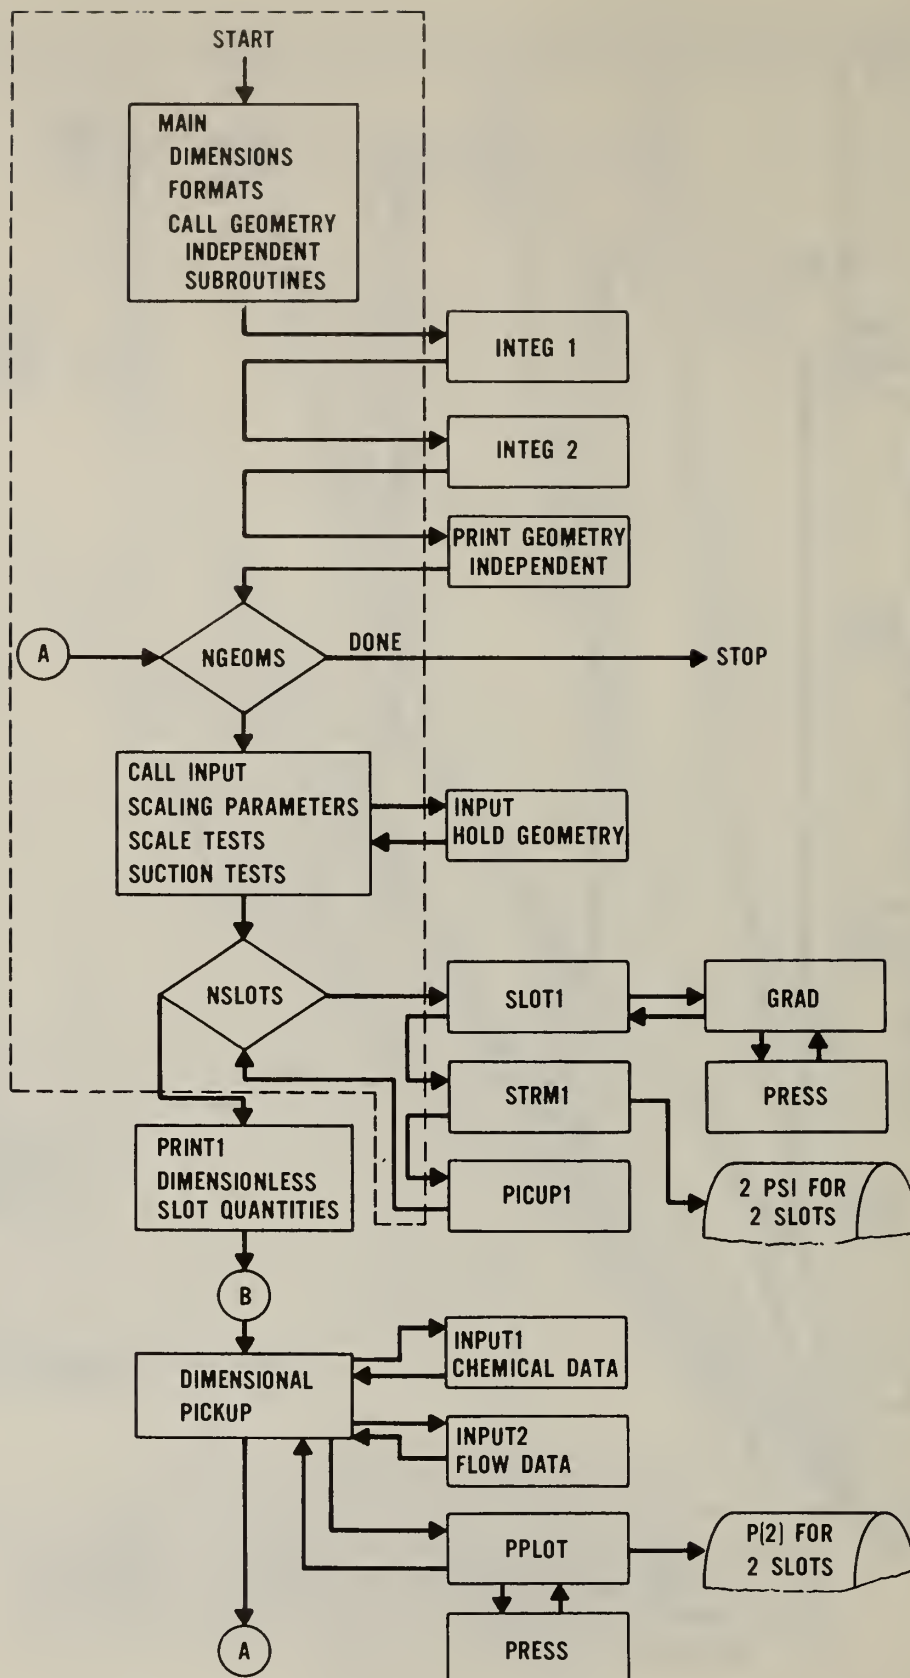 START
MAIN
DIMENSIONS
FORMATS
CALL GEOMETRY
INDEPENDENT
SUBROUTINES
INTEG 1
INTEG 2
PRINT GEOMETRY
INDEPENDENT
A
NGEOMS
DONE
STOP
CALL INPUT
SCALING PARAMETERS
SCALE TESTS
SUCTION TESTS
INPUT
HOLD GEOMETRY
NSLOTS
SLOT1
GRAD
STRM1
PRESS
PRINT1
DIMENSIONLESS
SLOT QUANTITIES
PICUP1
2 PSI FOR
2 SLOTS
B
DIMENSIONAL
PICKUP
INPUT1
CHEMICAL DATA
INPUT2
FLOW DATA
PPLOT
P(2) FOR
2 SLOTS
A
PRESS